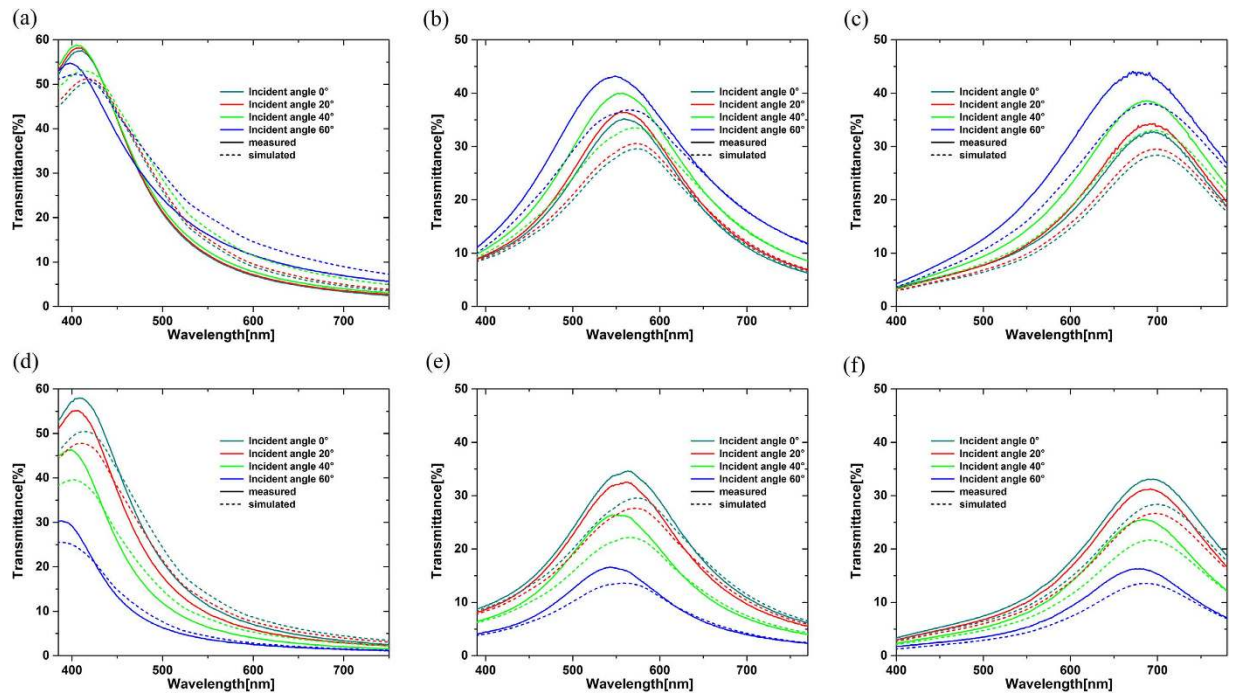 (a)
Transmittance[%]
60
50
40
30
20
10
0
400
500
600
700
Wavelength[nm]
Incident angle 0°
Incident angle 20°
Incident angle 40°
Incident angle 60°
measured
simulated
(b)
Transmittance[%]
50
40
30
20
10
0
400
500
600
700
Wavelength[nm]
Incident angle 0°
Incident angle 20°
Incident angle 40°
Incident angle 60°
measured
simulated
(c)
Transmittance[%]
50
40
30
20
10
0
400
500
600
700
Wavelength[nm]
Incident angle 0°
Incident angle 20°
Incident angle 40°
Incident angle 60°
measured
simulated
(d)
Transmittance[%]
60
50
40
30
20
10
0
400
500
600
700
Wavelength[nm]
Incident angle 0°
Incident angle 20°
Incident angle 40°
Incident angle 60°
measured
simulated
(e)
Transmittance[%]
50
40
30
20
10
0
400
500
600
700
Wavelength[nm]
Incident angle 0°
Incident angle 20°
Incident angle 40°
Incident angle 60°
measured
simulated
(f)
Transmittance[%]
50
40
30
20
10
0
400
500
600
700
Wavelength[nm]
Incident angle 0°
Incident angle 20°
Incident angle 40°
Incident angle 60°
measured
simulated